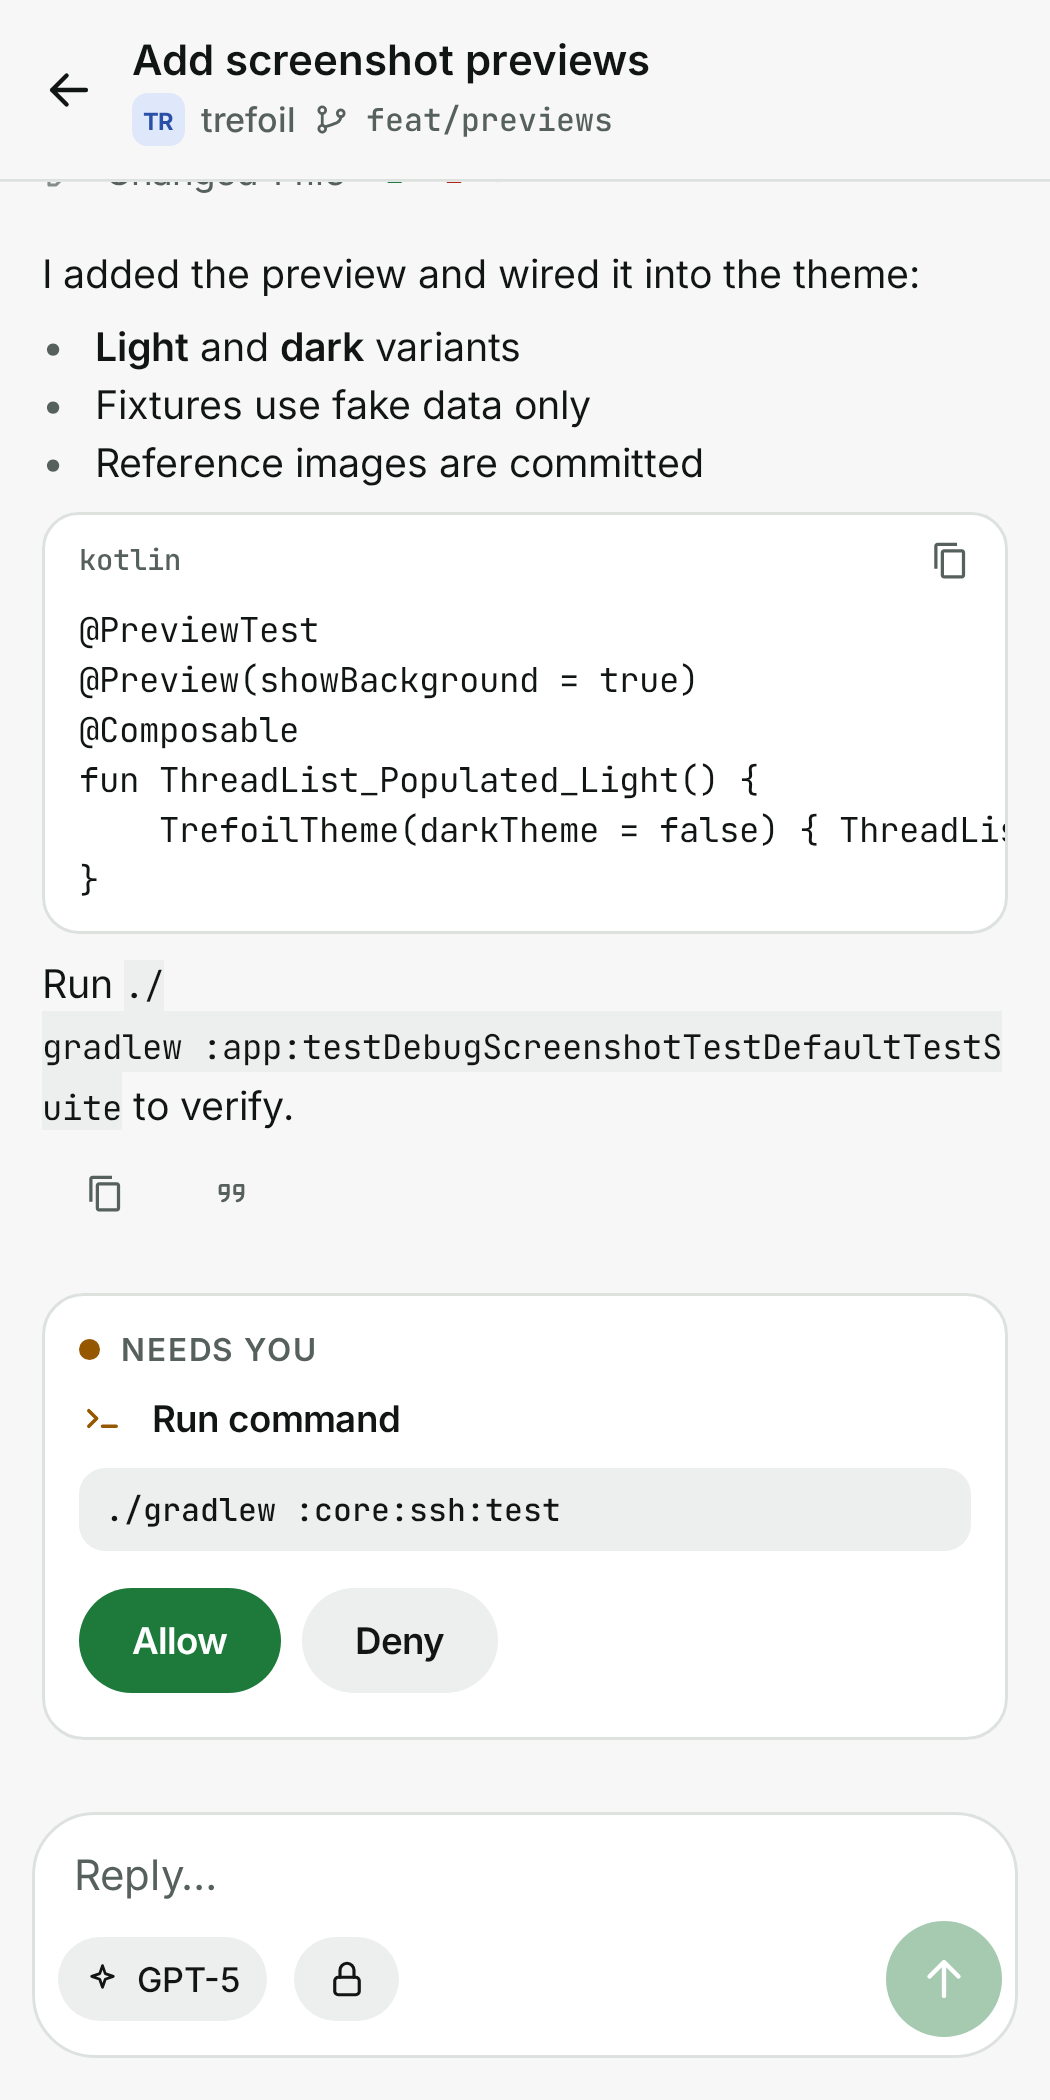 Add screenshot previews
TR trefoil feat/previews
I added the preview and wired it into the theme:
• Light and dark variants
• Fixtures use fake data only
• Reference images are committed
kotlin
@PreviewTest
@Preview(showBackground = true)
@Composable
fun ThreadList_Populated_Light() {
    TrefoilTheme(darkTheme = false) { ThreadLis
}
Run ./
gradlew :app:testDebugScreenshotTestDefaultTestS
uite to verify.
NEEDS YOU
Run command
./gradlew :core:ssh:test
Allow Deny
Reply...
GPT-5